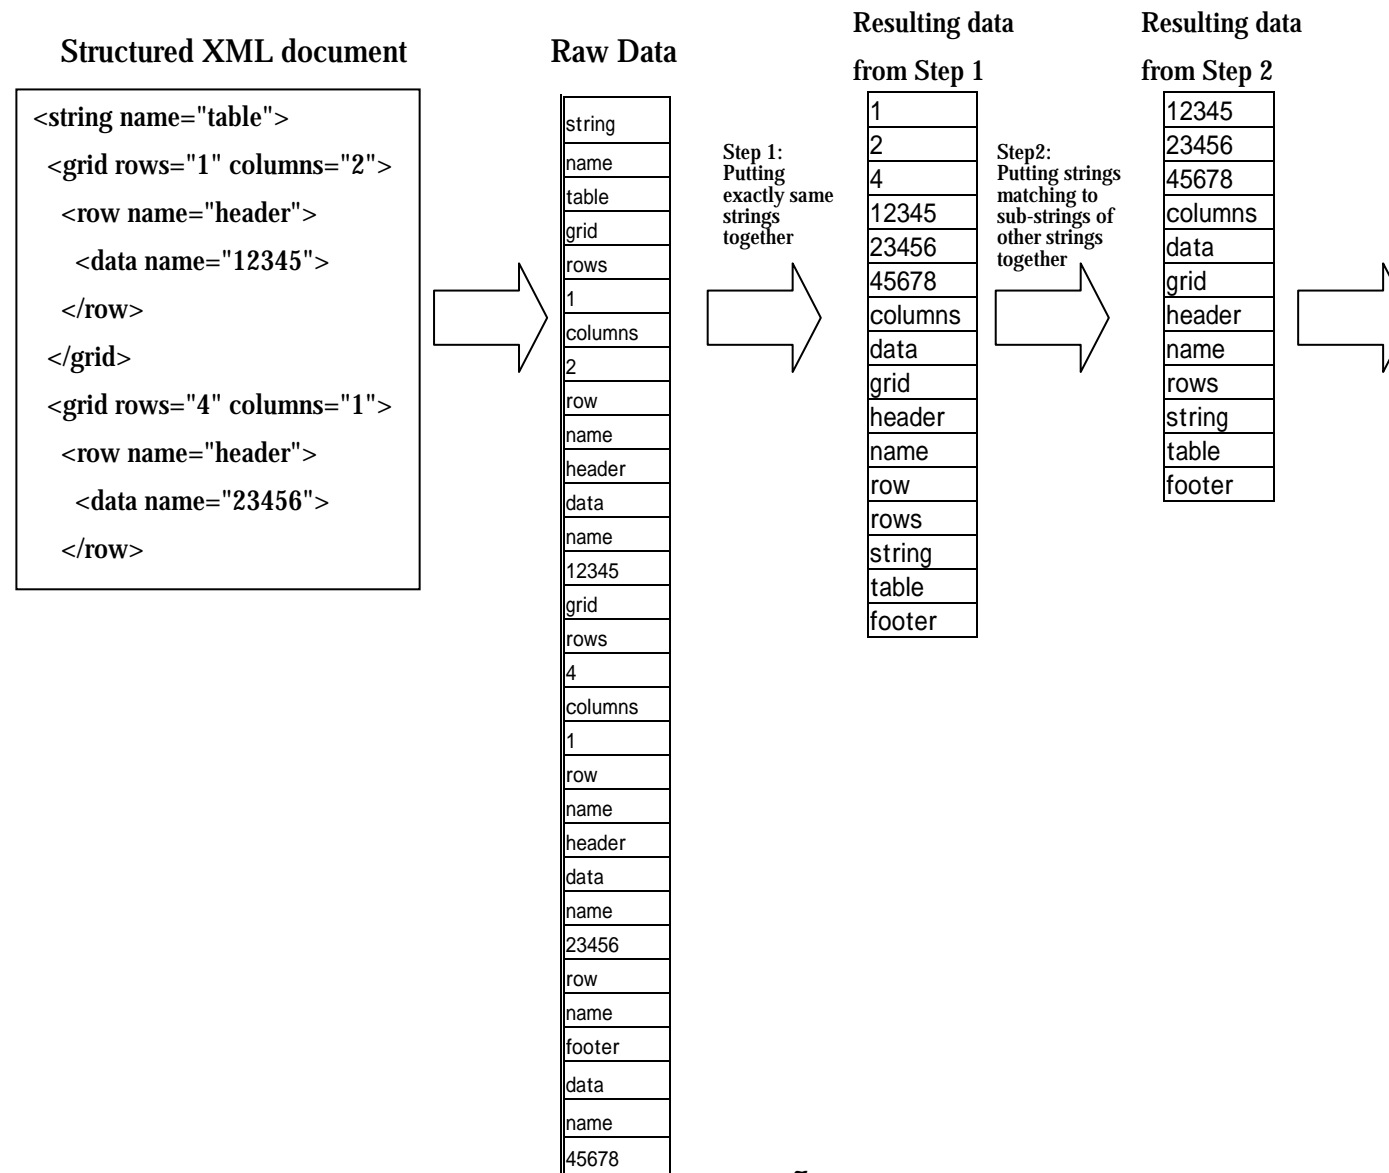 Structured XML document
<string name="table">
<grid rows="1" columns="2">
<row name="header">
<data name="12345">
</row>
</grid>
<grid rows="4" columns="1">
<row name="header">
<data name="23456">
</row>
Raw Data
string
name
table
grid
rows
1
columns
2
row
name
header
data
name
12345
grid
rows
4
columns
1
row
name
header
data
name
23456
row
name
footer
data
name
45678
Step 1:
Putting
exactly same
strings
together
Resulting data
from Step 1
1
2
4
12345
23456
45678
columns
data
grid
header
name
row
rows
string
table
footer
Step2:
Putting strings
matching to
sub-strings of
other strings
together
Resulting data
from Step 2
12345
23456
45678
columns
data
grid
header
name
rows
string
table
footer